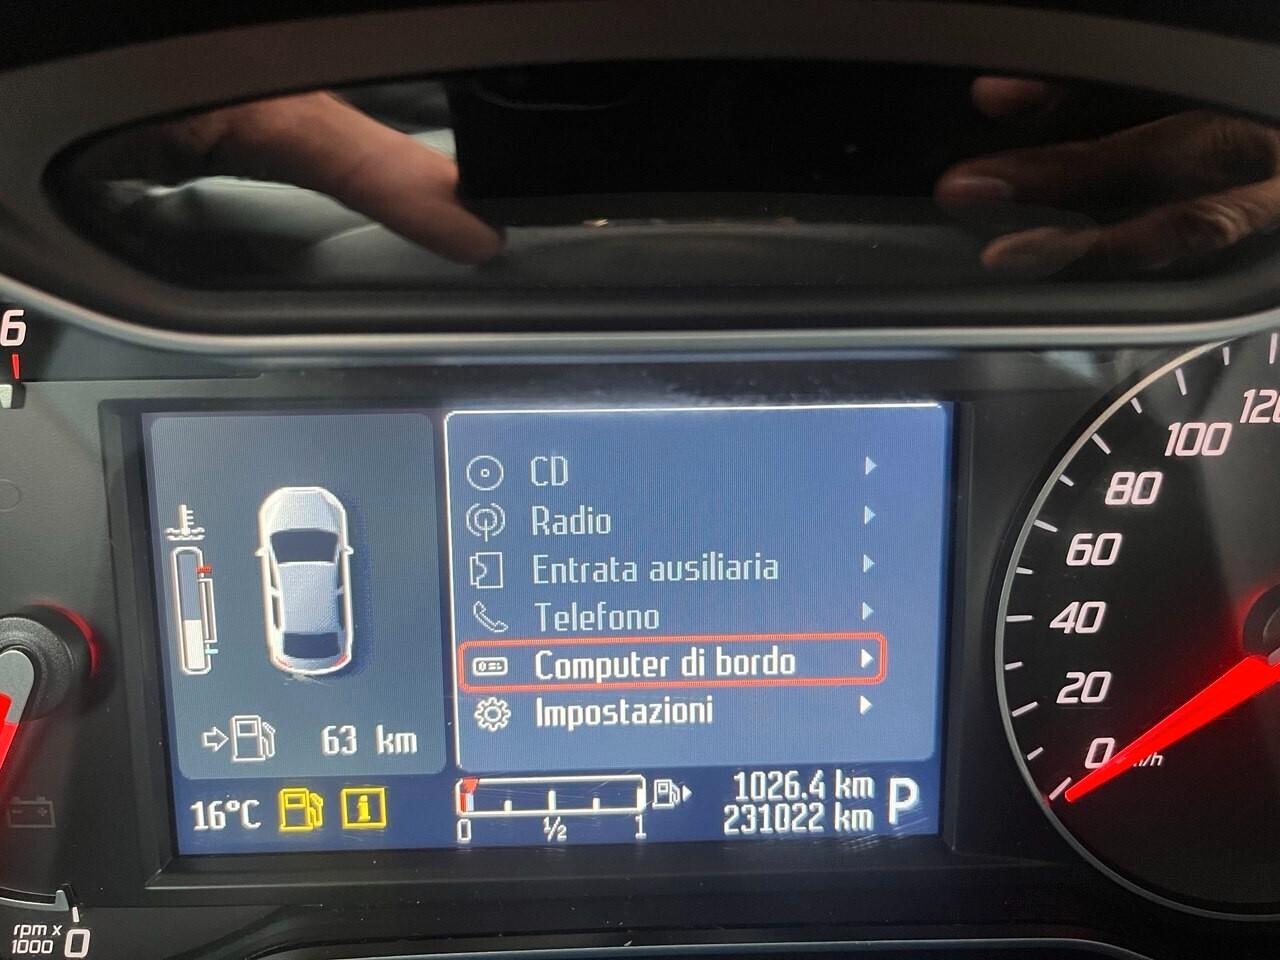 6
CD
Radio
Entrata ausiliaria
Telefono
Computer di bordo
Impostazioni
63 km
16°C
0 ½ 1
1026.4 km
231022 km
P
120
100
80
60
40
20
0
rpm x
1000 0